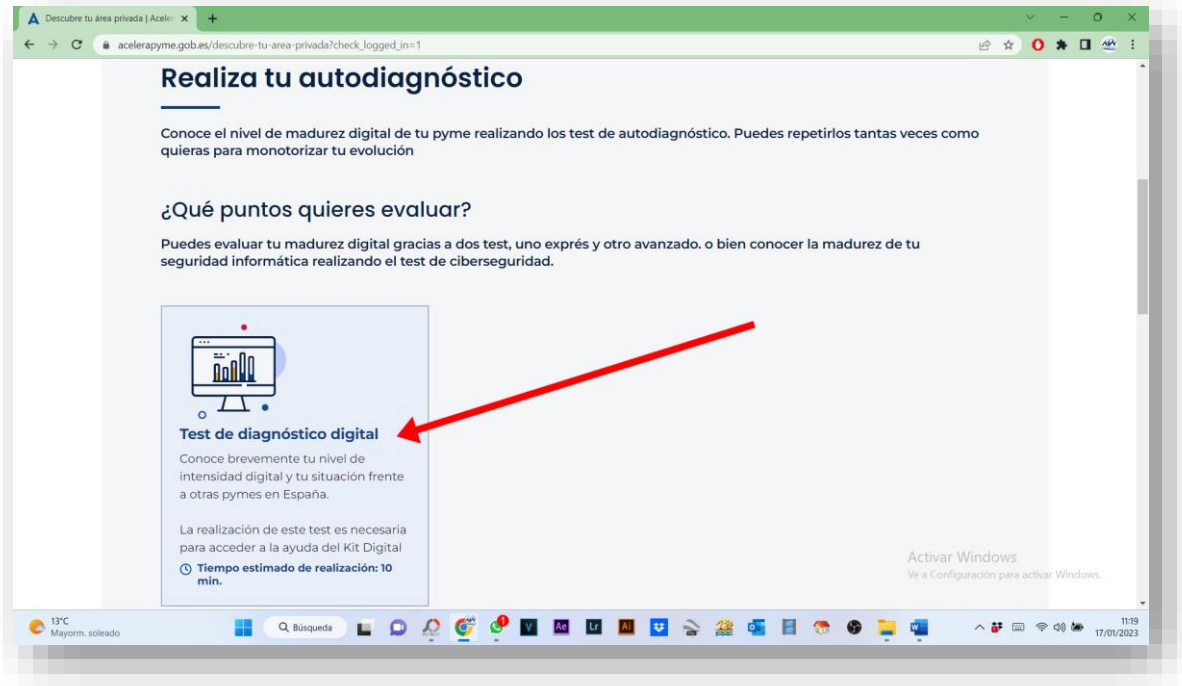 Descubre tu área privada | Aceler
acelerapyme.gob.es/descubre-tu-area-privada?check_logged_in=1
Realiza tu autodiagnóstico
Conoce el nivel de madurez digital de tu pyme realizando los test de autodiagnóstico. Puedes repetirlos tantas veces como
quieras para monotorizar tu evolución
¿Qué puntos quieres evaluar?
Puedes evaluar tu madurez digital gracias a dos test, uno exprés y otro avanzado. o bien conocer la madurez de tu
seguridad informática realizando el test de ciberseguridad.
Test de diagnóstico digital
Conoce brevemente tu nivel de
intensidad digital y tu situación frente
a otras pymes en España.
La realización de este test es necesaria
para acceder a la ayuda del Kit Digital
Tiempo estimado de realización: 10
min.
Activar Windows
Ve a Configuración para activar Windows.
13°C
Mayorm. soleado
Búsqueda
V
Ae
Lr
Ai
11:19
17/01/2023